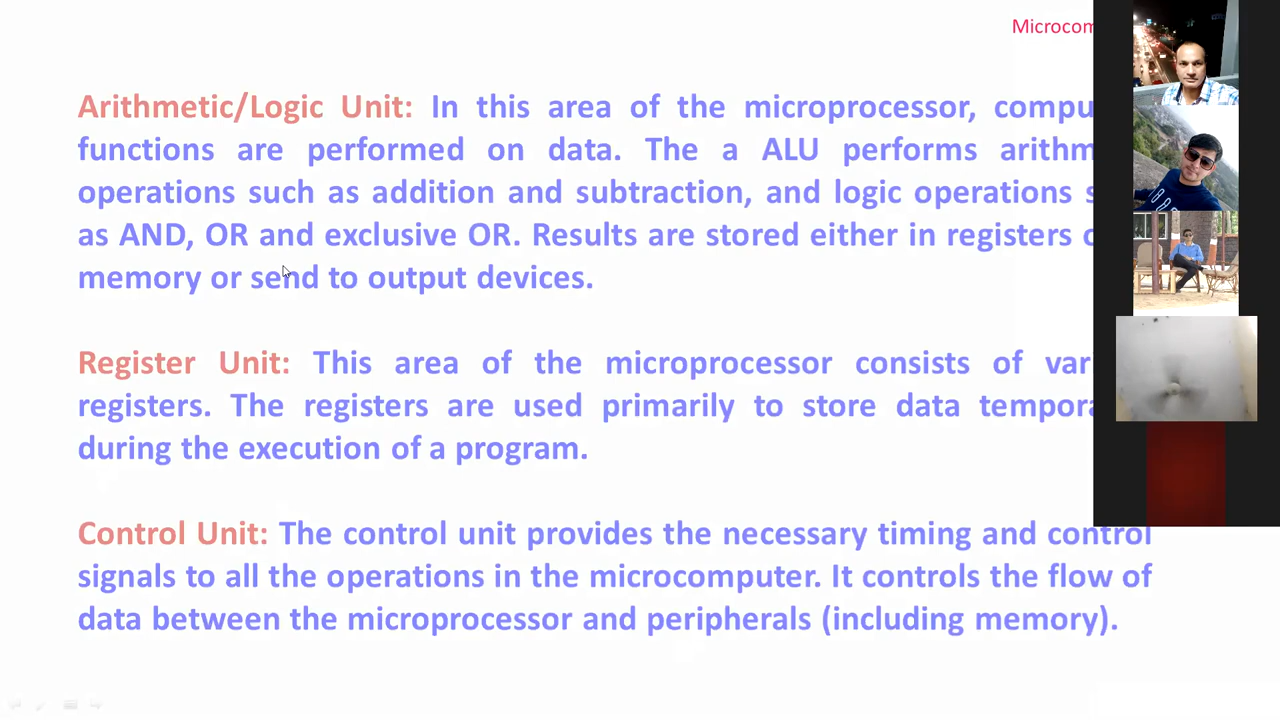 Arithmetic/Logic Unit: In this area of the microprocessor,
functions are performed on data. The a ALU performs
operations such as addition and subtraction, and logic operations
as AND, OR and exclusive OR. Results are stored either in registers
memory or send to output devices.
Register Unit: This area of the microprocessor consists of
registers. The registers are used primarily to store data
during the execution of a program.
Control Unit: The control unit provides the necessary timing and control
signals to all the operations in the microcomputer. It controls the flow of
data between the microprocessor and peripherals (including memory).